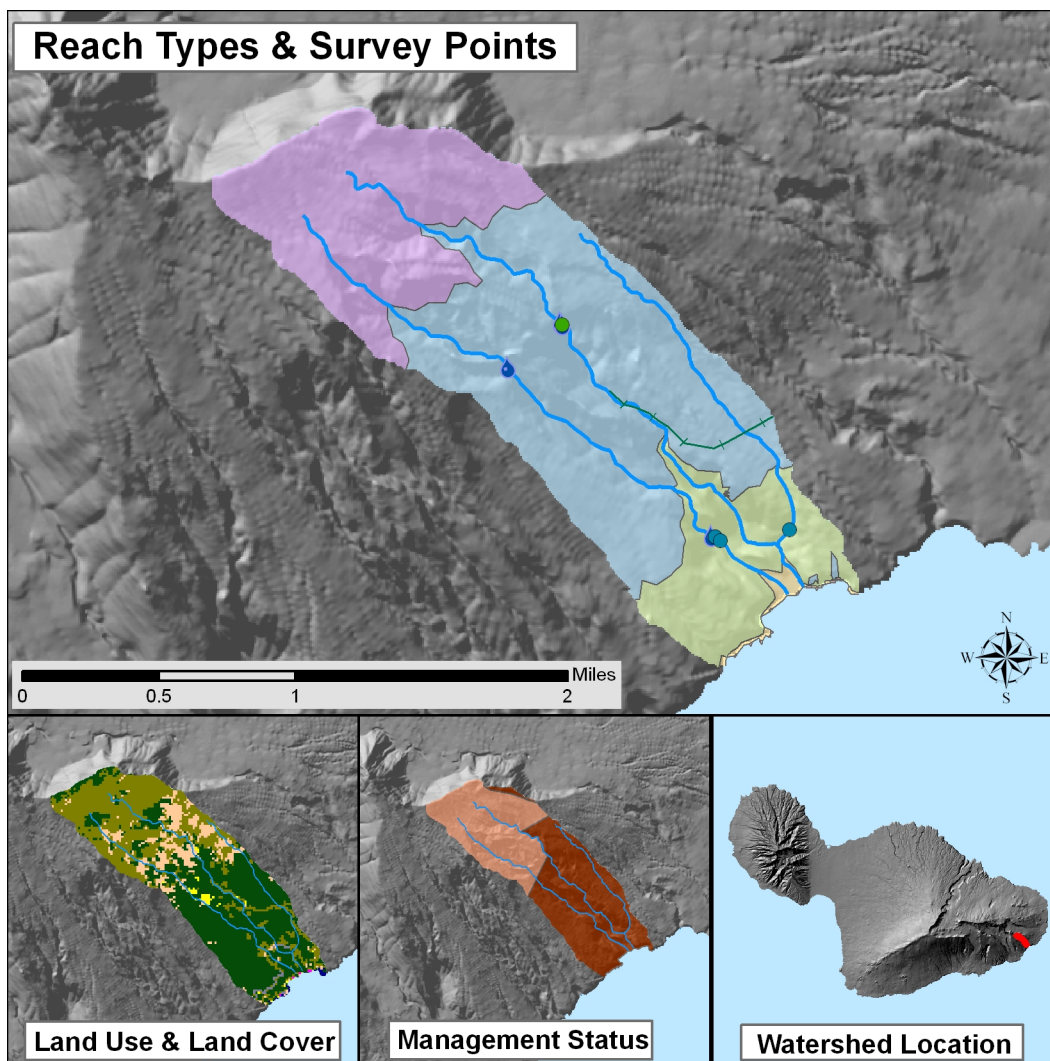 Reach Types & Survey Points
N
W E
S
Miles
0 0.5 1 2
Land Use & Land Cover
Management Status
Watershed Location